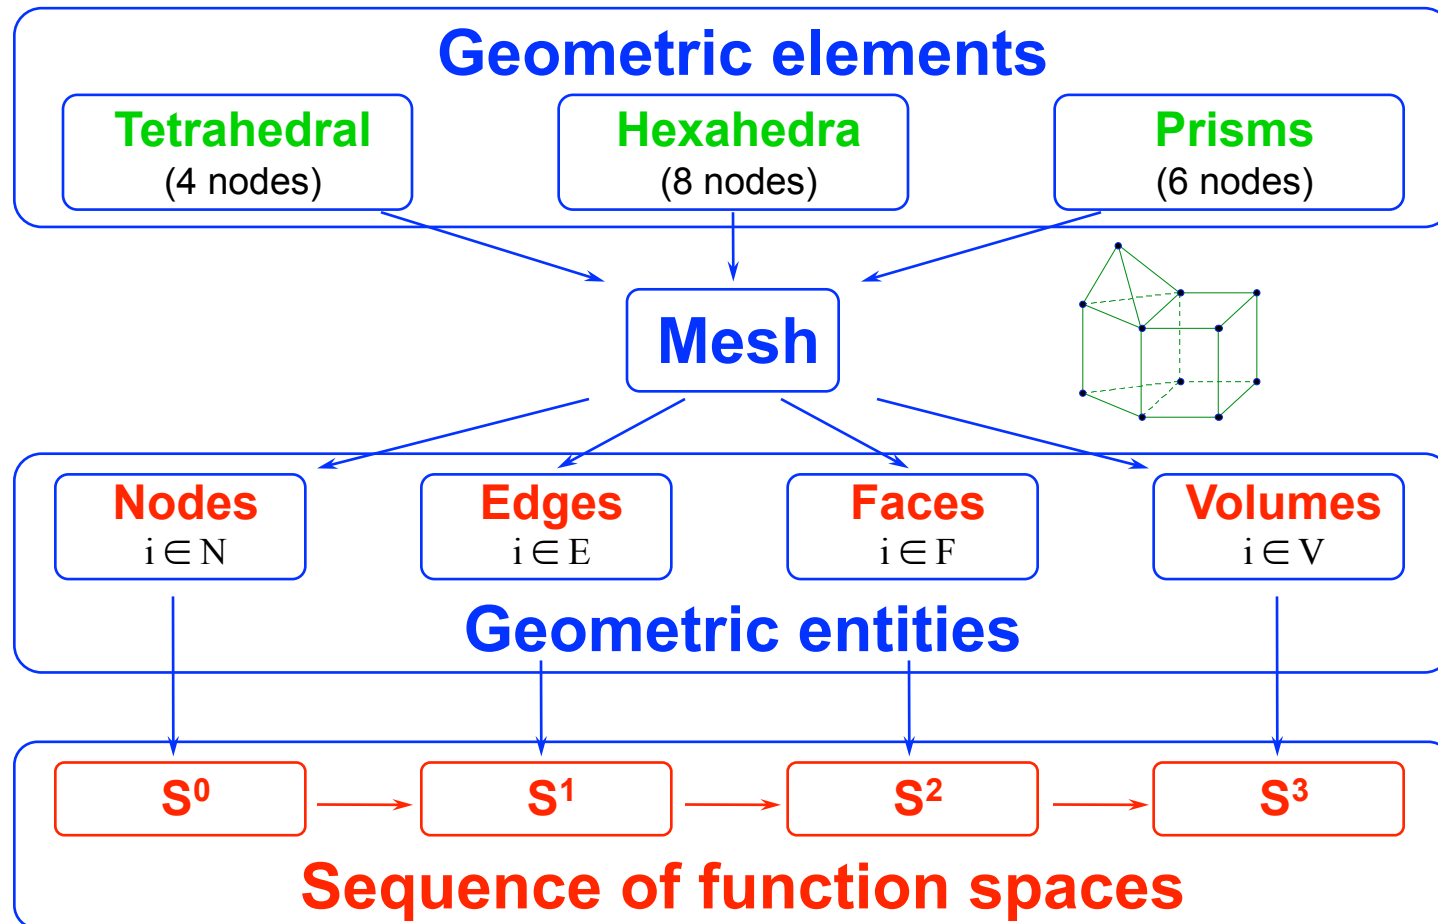 Geometric elements
Tetrahedral
(4 nodes)
Hexahedra
(8 nodes)
Prisms
(6 nodes)
Mesh
Nodes
i ∈ N
Edges
i ∈ E
Faces
i ∈ F
Volumes
i ∈ V
Geometric entities
S⁰
S¹
S²
S³
Sequence of function spaces